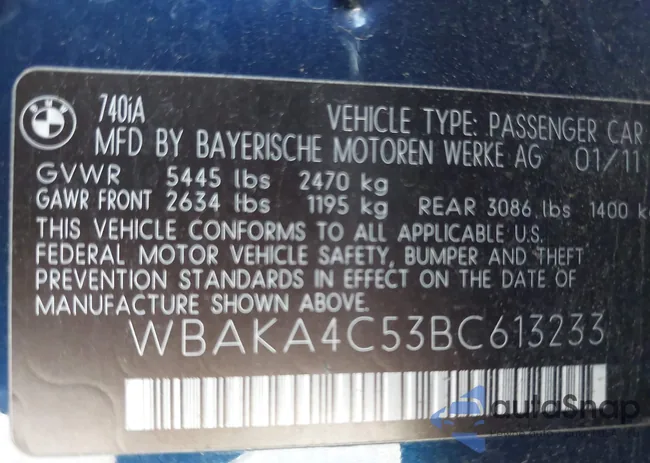 BMW
740iA
VEHICLE TYPE: PASSENGER CAR
MFD BY BAYERISCHE MOTOREN WERKE AG 01/11
GVWR 5445 lbs 2470 kg
GAWR FRONT 2634 lbs 1195 kg REAR 3086 lbs 1400 k
THIS VEHICLE CONFORMS TO ALL APPLICABLE U.S.
FEDERAL MOTOR VEHICLE SAFETY, BUMPER AND THEFT
PREVENTION STANDARDS IN EFFECT ON THE DATE OF
MANUFACTURE SHOWN ABOVE.
WBAKA4C53BC613233
autoSnap